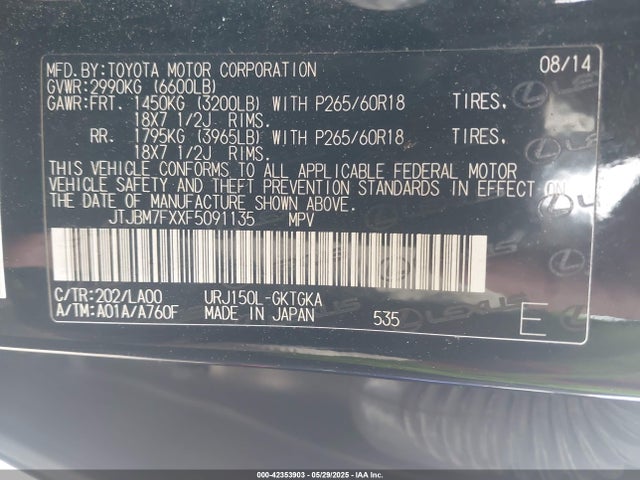 MFD.BY:TOYOTA MOTOR CORPORATION 08/14
GVWR:2990KG (6600LB)
GAWR:FRT. 1450KG (3200LB) WITH P265/60R18 TIRES,
18X7 1/2J RIMS.
RR. 1795KG (3965LB) WITH P265/60R18 TIRES,
18X7 1/2J RIMS.
THIS VEHICLE CONFORMS TO ALL APPLICABLE FEDERAL MOTOR
VEHICLE SAFETY AND THEFT PREVENTION STANDARDS IN EFFECT ON
THE DATE OF MANUFACTURE SHOWN ABOVE.
JTJBM7FXXF5091135 MPV
C/TR:202/LA00 URJ150L-GKTGKA
A/TM:A01A/A760F MADE IN JAPAN 535 E
LEXUS
000-42353903 - 05/29/2025 - IAA Inc.